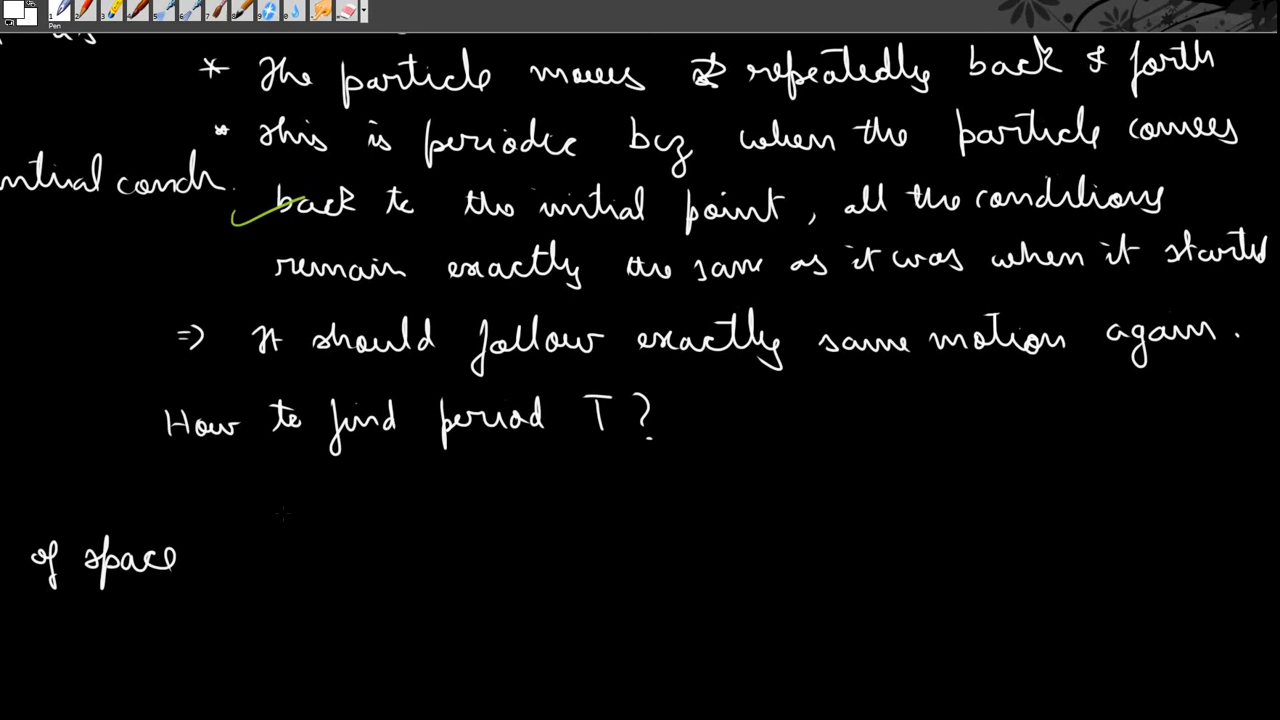 * The particle moves repeatedly back & forth
* This is periodic bcz when the particle comes
ntial condn.
back to the initial point, all the conditions
remain exactly the same as it was when it started
=> It should follow exactly same motion again.
How to find period T?
of space